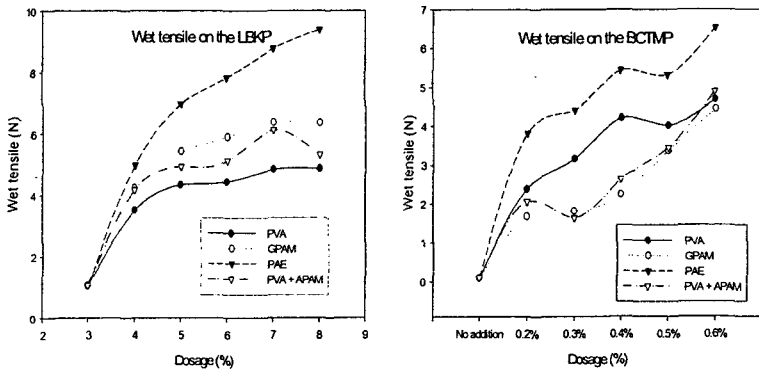 Wet tensile on the LBKP
Wet tensile (N)
10
8
6
4
2
0
PVA
GPAM
PAE
PVA + APAM
2 3 4 5 6 7 8 9
Dosage (%)
Wet tensile on the BCTMP
Wet tensile (N)
7
6
5
4
3
2
1
0
PVA
GPAM
PAE
PVA + APAM
No addition 0.2% 0.3% 0.4% 0.5% 0.6%
Dosage (%)